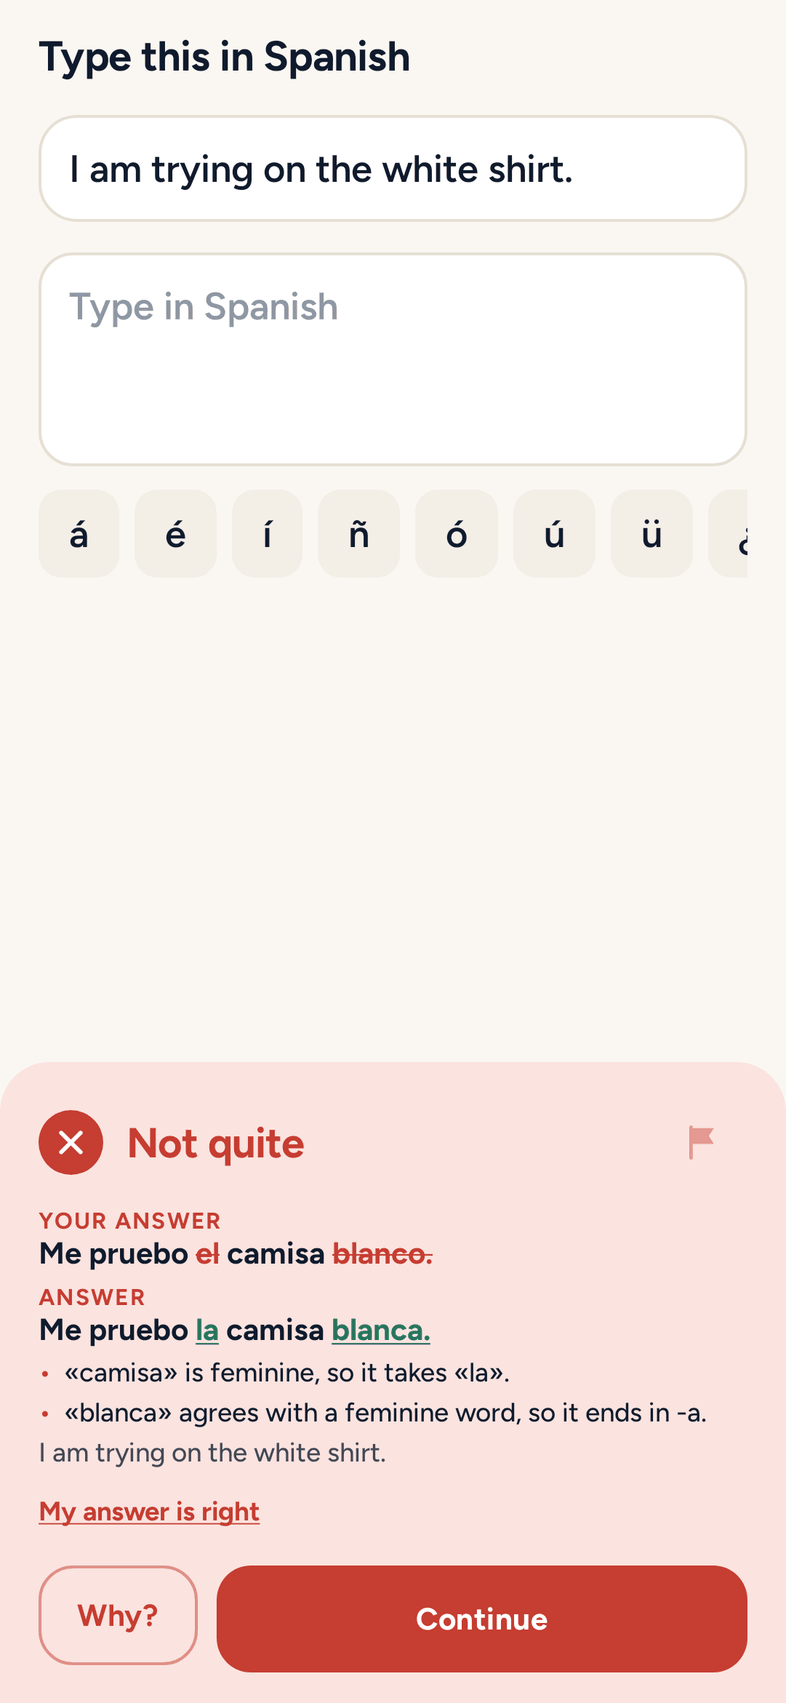 Type this in Spanish
I am trying on the white shirt.
Type in Spanish
á é í ñ ó ú ü
Not quite
YOUR ANSWER
Me pruebo el camisa blanco.
ANSWER
Me pruebo la camisa blanca.
• «camisa» is feminine, so it takes «la».
• «blanca» agrees with a feminine word, so it ends in -a.
I am trying on the white shirt.
My answer is right
Why? Continue